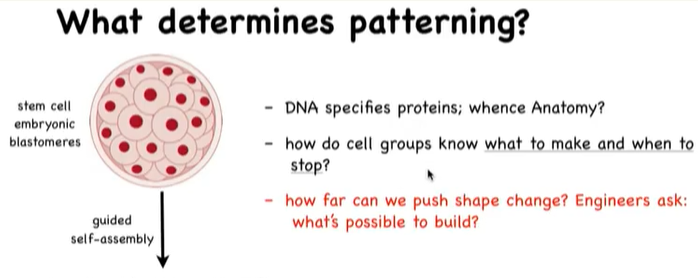 What determines patterning?
stem cell
embryonic
blastomeres
guided
self-assembly
- DNA specifies proteins; whence Anatomy?
- how do cell groups know what to make and when to
stop?
- how far can we push shape change? Engineers ask:
what's possible to build?